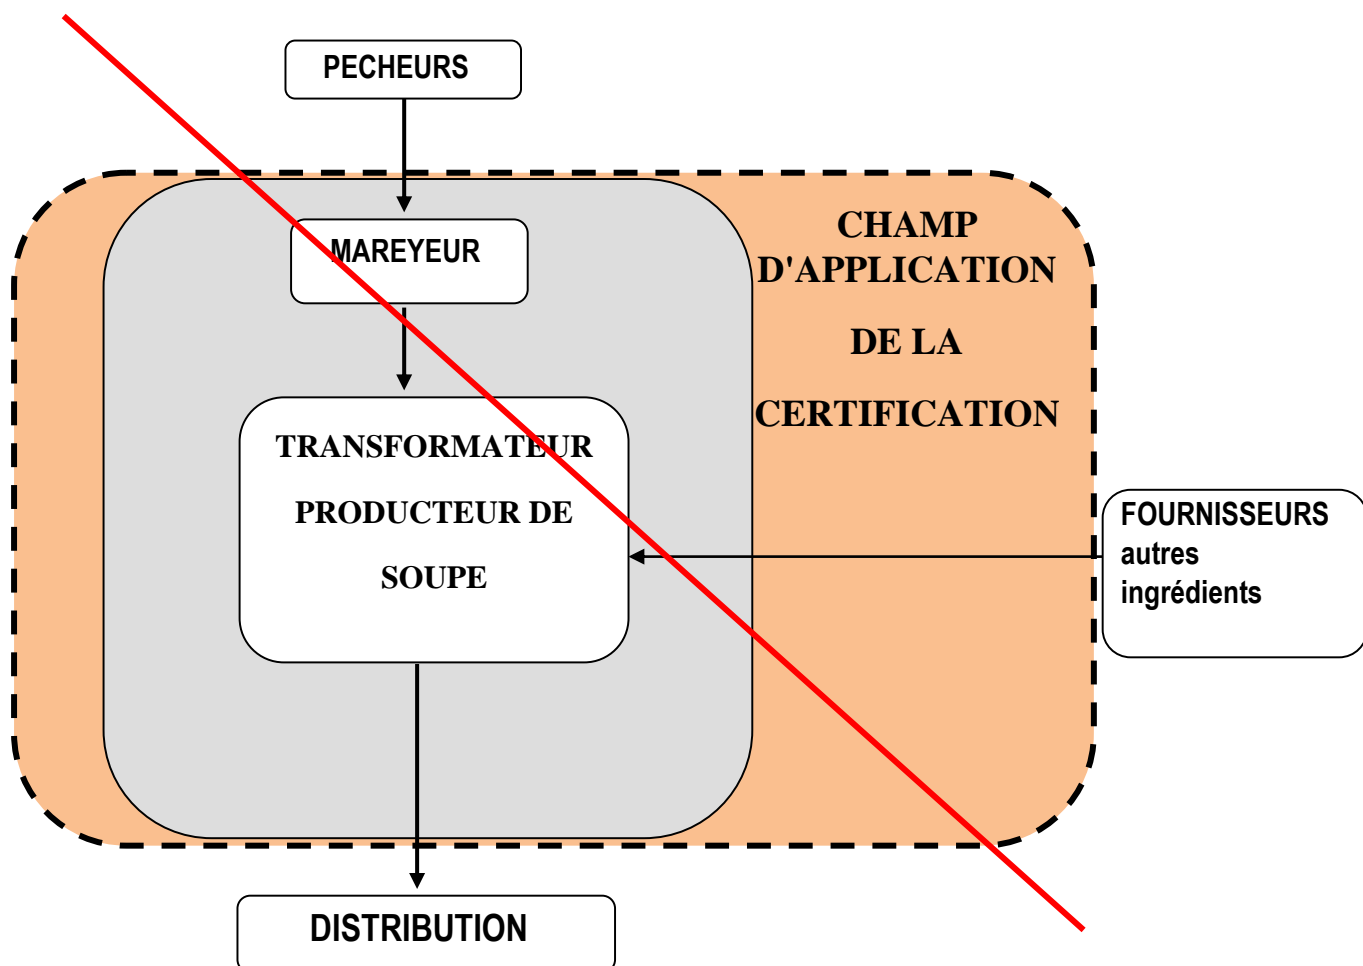 PECHEURS
MAREYEUR
CHAMP
D'APPLICATION
DE LA
CERTIFICATION
TRANSFORMATEUR
PRODUCTEUR DE
SOUPE
FOURNISSEURS
autres
ingrédients
DISTRIBUTION